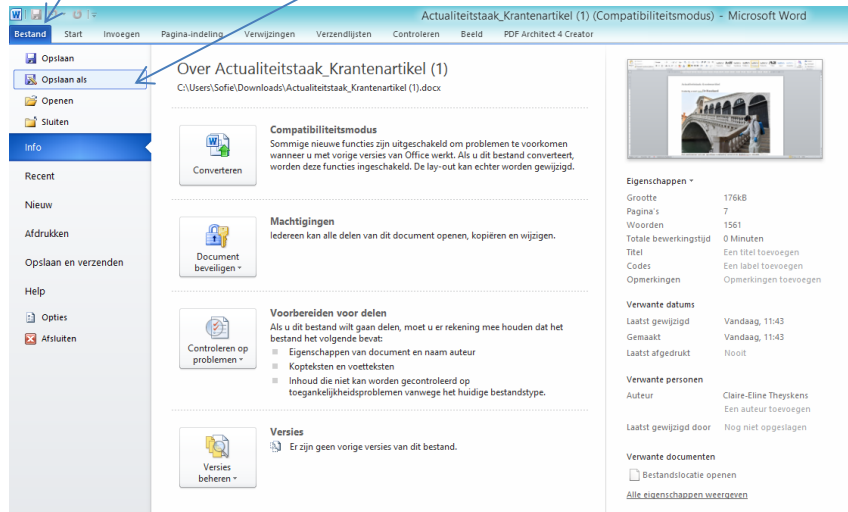 Actualiteitstaak_Krantenartikel (1) (Compatibiliteitsmodus) - Microsoft Word
Bestand Start Invoegen Pagina-indeling Verwijzingen Verzendlijsten Controleren Beeld PDF Architect 4 Creator
Opslaan
Opslaan als
Openen
Sluiten
Info
Recent
Nieuw
Afdrukken
Opslaan en verzenden
Help
Opties
Afsluiten
Over Actualiteitstaak_Krantenartikel (1)
C:\Users\Sofie\Downloads\Actualiteitstaak_Krantenartikel (1).docx
Converteren
Compatibiliteitsmodus
Sommige nieuwe functies zijn uitgeschakeld om problemen te voorkomen
wanneer u met vorige versies van Office werkt. Als u dit bestand converteert,
worden deze functies ingeschakeld. De lay-out kan echter worden gewijzigd.
Document
beveiligen
Machtigingen
Iedereen kan alle delen van dit document openen, kopiëren en wijzigen.
Controleren op
problemen
Voorbereiden voor delen
Als u dit bestand wilt gaan delen, moet u er rekening mee houden dat het
bestand het volgende bevat:
Eigenschappen van document en naam auteur
Kopteksten en voetteksten
Inhoud die niet kan worden gecontroleerd op
toegankelijkheidsproblemen vanwege het huidige bestandstype.
Versies
beheren
Versies
Er zijn geen vorige versies van dit bestand.
Eigenschappen
Grootte 176kB
Pagina's 7
Woorden 1561
Totale bewerkingstijd 0 Minuten
Titel Een titel toevoegen
Codes Een label toevoegen
Opmerkingen Opmerkingen toevoegen
Verwante datums
Laatst gewijzigd Vandaag, 11:43
Gemaakt Vandaag, 11:43
Laatst afgedrukt Nooit
Verwante personen
Auteur Claire-Eline Theyskens
Een auteur toevoegen
Laatst gewijzigd door Nog niet opgeslagen
Verwante documenten
Bestandslocatie openen
Alle eigenschappen weergeven